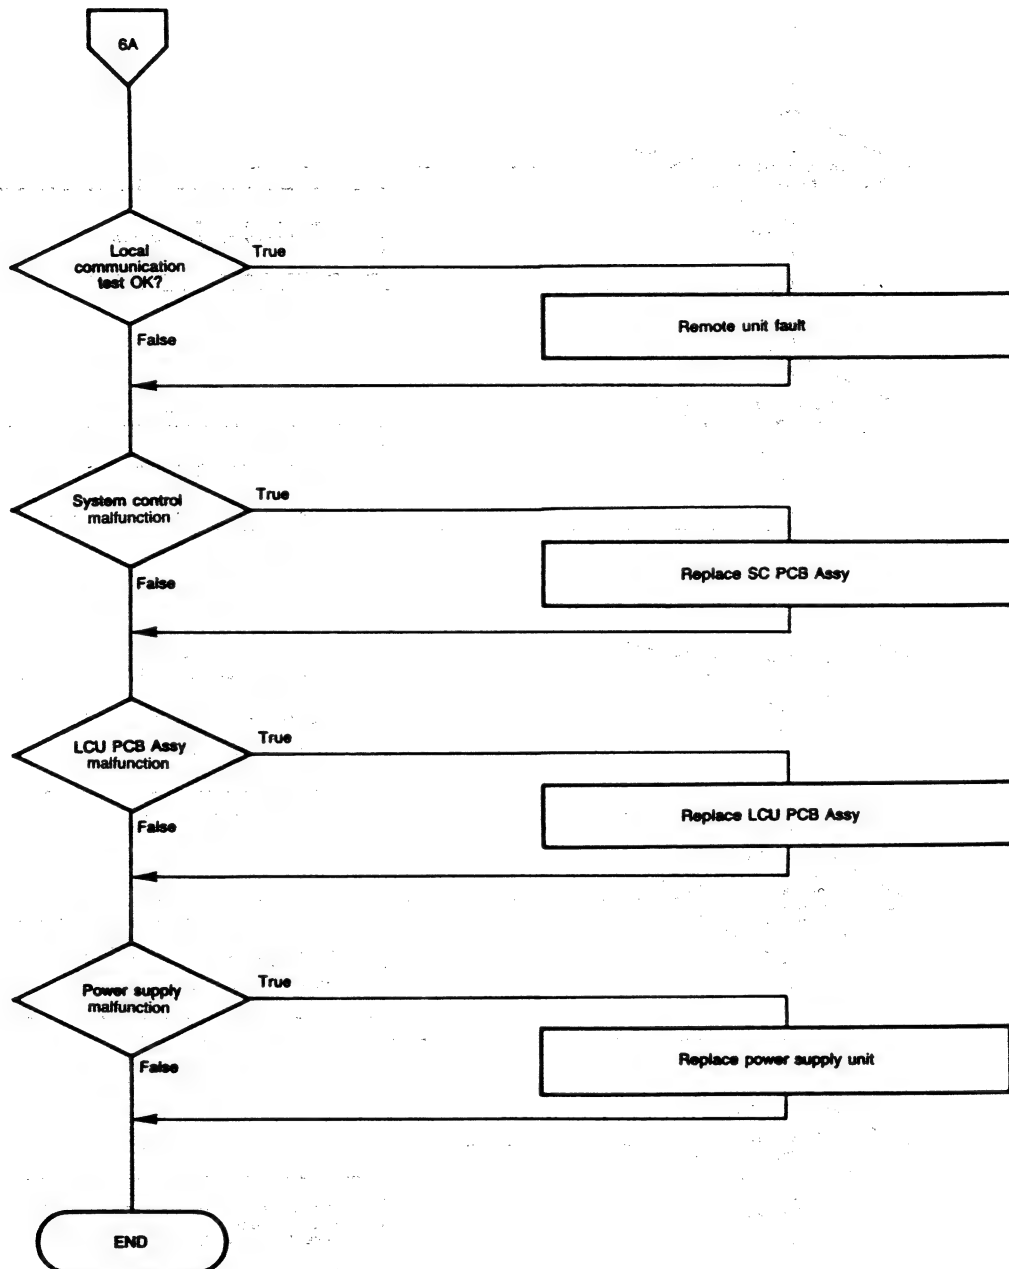 6A
Local
communication
test OK?
True
Remote unit fault
False
System control
malfunction
True
Replace SC PCB Assy
False
LCU PCB Assy
malfunction
True
Replace LCU PCB Assy
False
Power supply
malfunction
True
Replace power supply unit
False
END